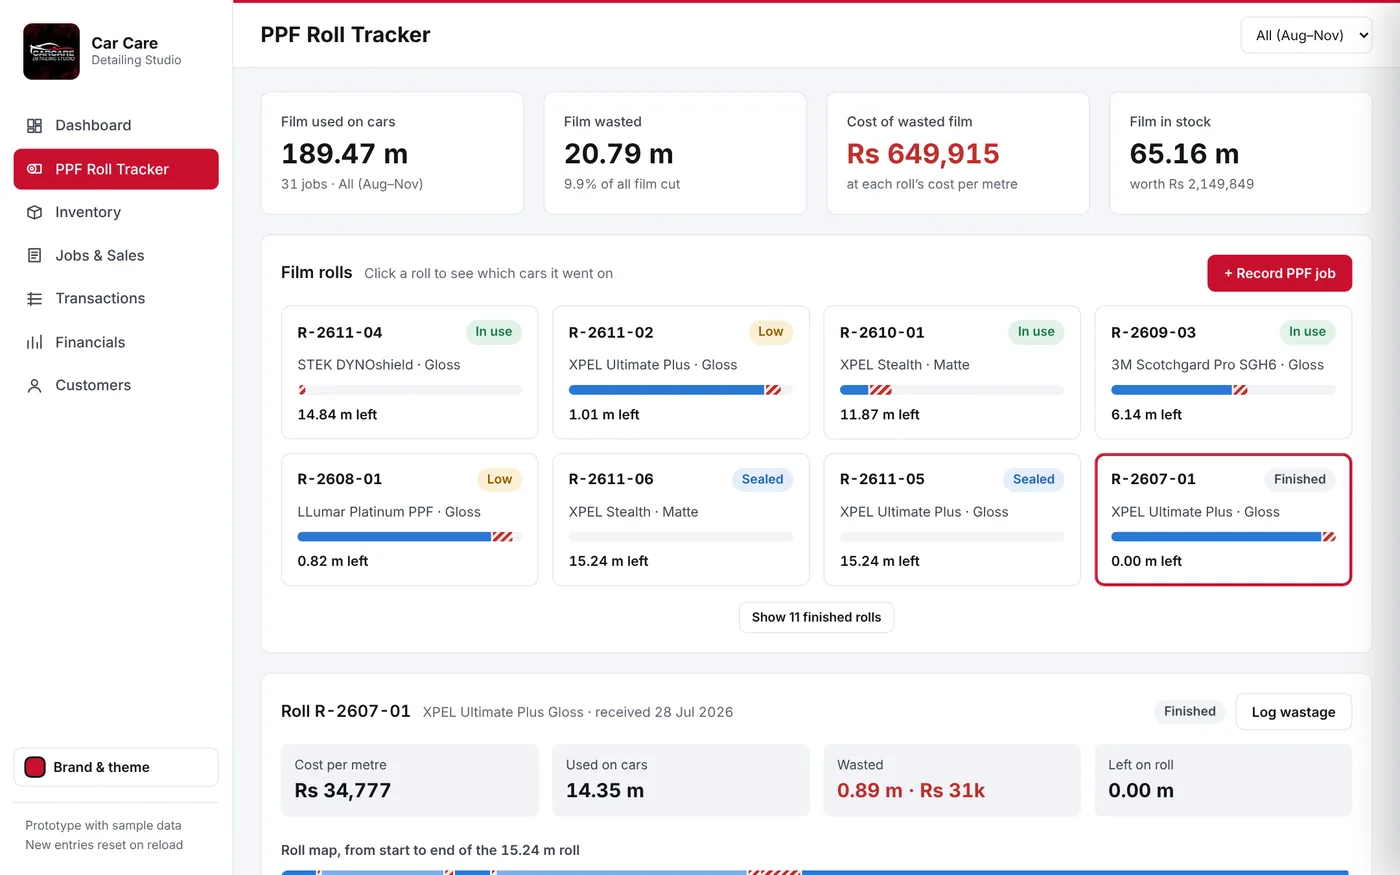 CARCARE
DETAILING STUDIO
Car Care
Detailing Studio
Dashboard
PPF Roll Tracker
Inventory
Jobs & Sales
Transactions
Financials
Customers
Brand & theme
Prototype with sample data
New entries reset on reload
PPF Roll Tracker
All (Aug–Nov)
Film used on cars
189.47 m
31 jobs · All (Aug–Nov)
Film wasted
20.79 m
9.9% of all film cut
Cost of wasted film
Rs 649,915
at each roll’s cost per metre
Film in stock
65.16 m
worth Rs 2,149,849
Film rolls Click a roll to see which cars it went on
+ Record PPF job
R-2611-04 In use
STEK DYNOshield · Gloss
14.84 m left
R-2611-02 Low
XPEL Ultimate Plus · Gloss
1.01 m left
R-2610-01 In use
XPEL Stealth · Matte
11.87 m left
R-2609-03 In use
3M Scotchgard Pro SGH6 · Gloss
6.14 m left
R-2608-01 Low
LLumar Platinum PPF · Gloss
0.82 m left
R-2611-06 Sealed
XPEL Stealth · Matte
15.24 m left
R-2611-05 Sealed
XPEL Ultimate Plus · Gloss
15.24 m left
R-2607-01 Finished
XPEL Ultimate Plus · Gloss
0.00 m left
Show 11 finished rolls
Roll R-2607-01 XPEL Ultimate Plus Gloss · received 28 Jul 2026
Finished
Log wastage
Cost per metre
Rs 34,777
Used on cars
14.35 m
Wasted
0.89 m · Rs 31k
Left on roll
0.00 m
Roll map, from start to end of the 15.24 m roll